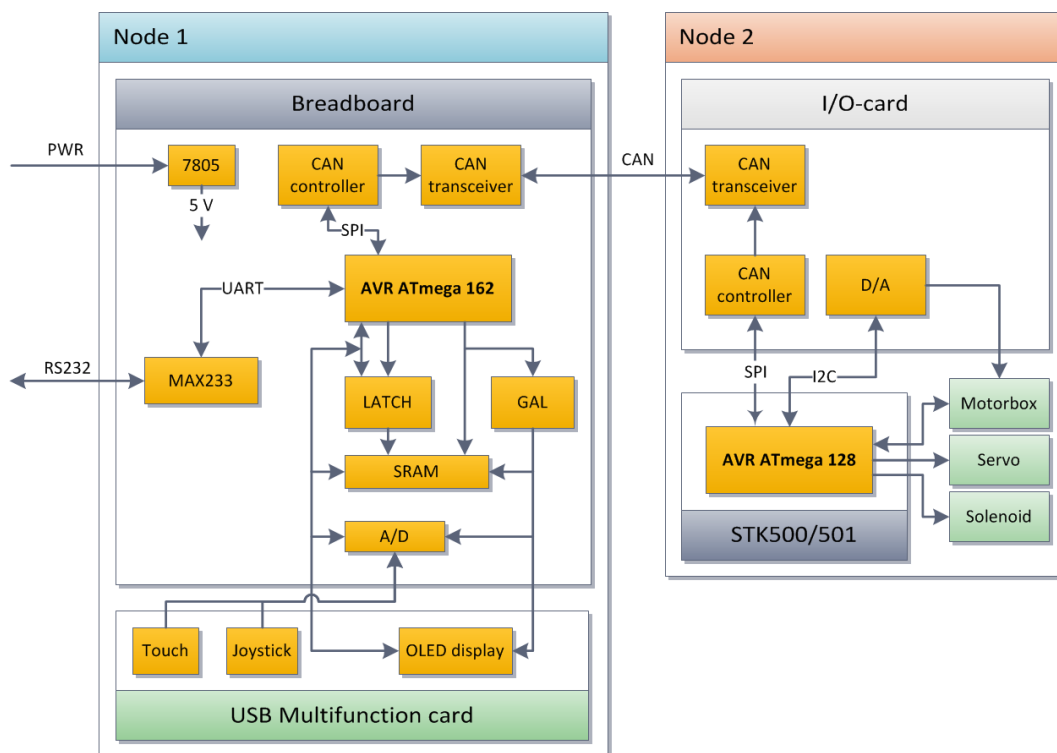 Node 1
Node 2
Breadboard
I/O-card
PWR
7805
5 V
CAN
controller
CAN
transceiver
CAN
CAN
transceiver
SPI
AVR ATmega 162
UART
CAN
controller
D/A
RS232
MAX233
LATCH
GAL
SPI
I2C
Motorbox
SRAM
AVR ATmega 128
Servo
Solenoid
A/D
STK500/501
Touch
Joystick
OLED display
USB Multifunction card